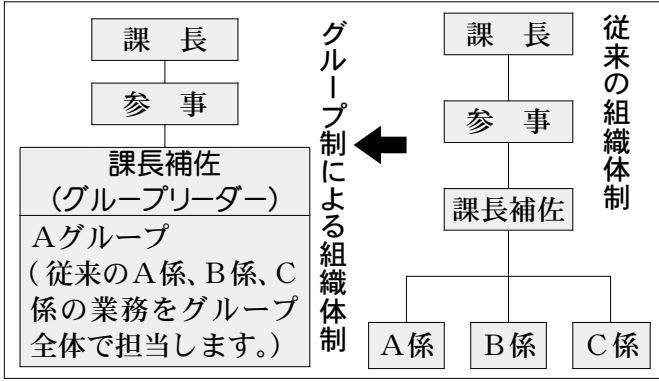 従来の組織体制
課長
参事
課長補佐
A係
B係
C係
グループ制による組織体制
課長
参事
課長補佐
(グループリーダー)
Aグループ
(従来のA係、B係、C
係の業務をグループ
全体で担当します。)